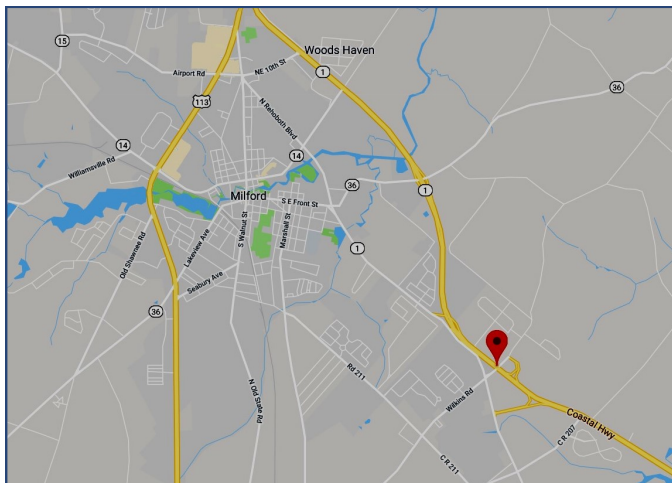 15
Woods Haven
Airport Rd
NE 10th St
1
36
113
N Rehoboth Blvd
14
14
Williamsville Rd
36
1
Milford
S E Front St
Old Shawnee Rd
Lakeview Ave
S Walnut St
Marshall St
1
Seabury Ave
36
Rd 211
N Old State Rd
Wilkins Rd
Coastal Hwy
C R 207
C R 211